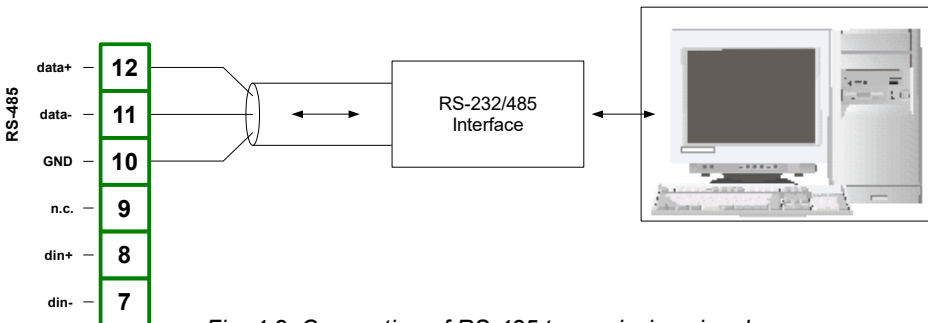 RS-485
data+ – 12
data- – 11
GND – 10
n.c. – 9
din+ – 8
din- – 7
RS-232/485
Interface